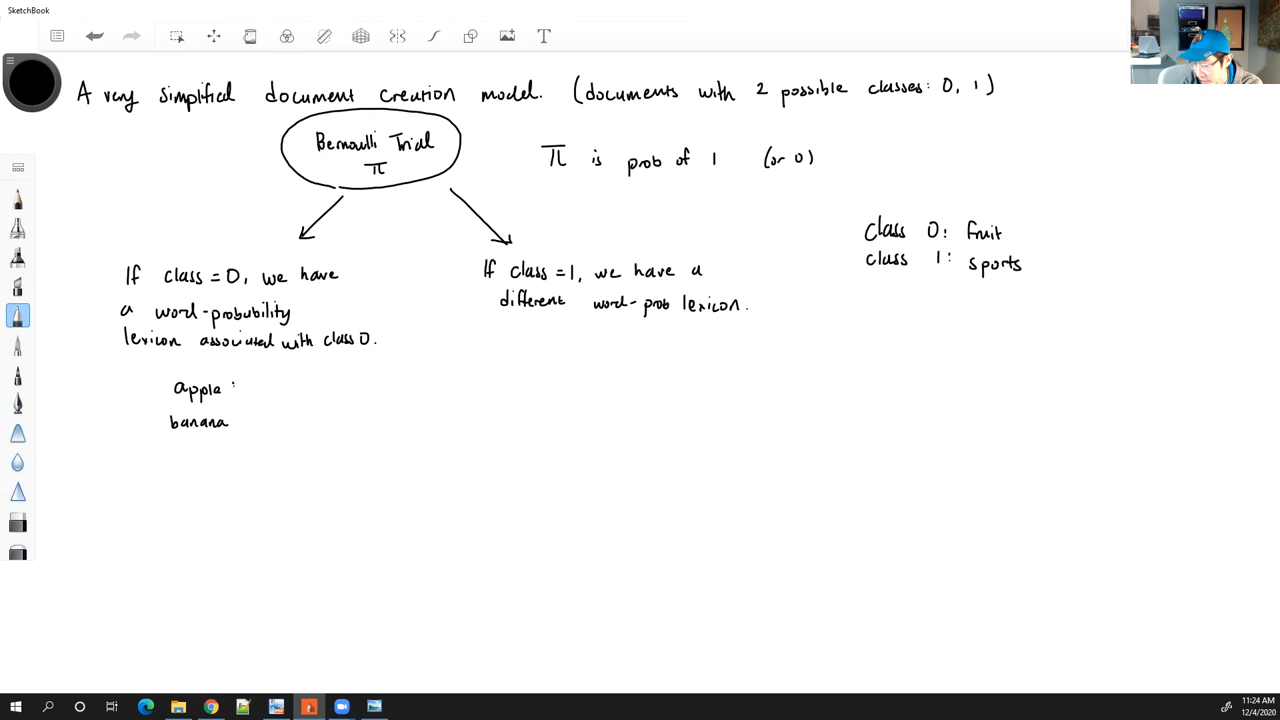 SketchBook
A very simplified document creation model. (documents with 2 possible classes: 0, 1)
Bernoulli Trial
π
π is prob of 1 (or 0)
class 0: fruit
class 1: sports
If class = 0, we have
a word-probability
lexicon associated with class 0.
If class = 1, we have a
different word-prob lexicon.
apple :
banana
11:24 AM
12/4/2020